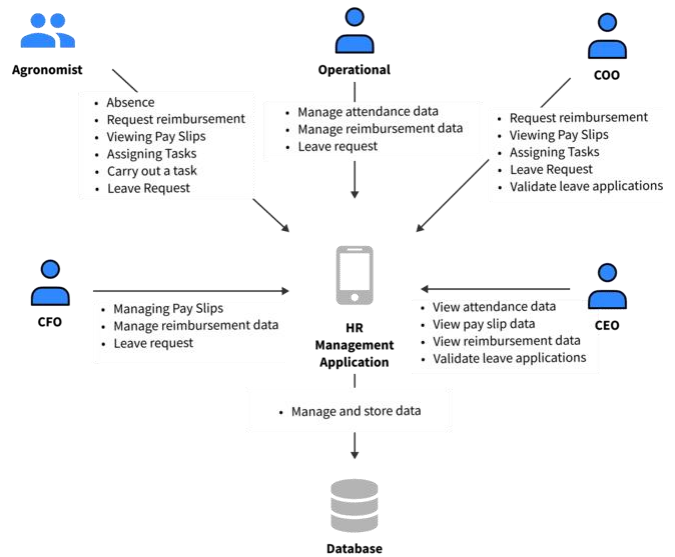 Agronomist
Operational
COO
• Absence
• Request reimbursement
• Viewing Pay Slips
• Assigning Tasks
• Carry out a task
• Leave Request
• Manage attendance data
• Manage reimbursement data
• Leave request
• Request reimbursement
• Viewing Pay Slips
• Assigning Tasks
• Leave Request
• Validate leave applications
CFO
• Managing Pay Slips
• Manage reimbursement data
• Leave request
HR
Management
Application
CEO
• View attendance data
• View pay slip data
• View reimbursement data
• Validate leave applications
• Manage and store data
Database